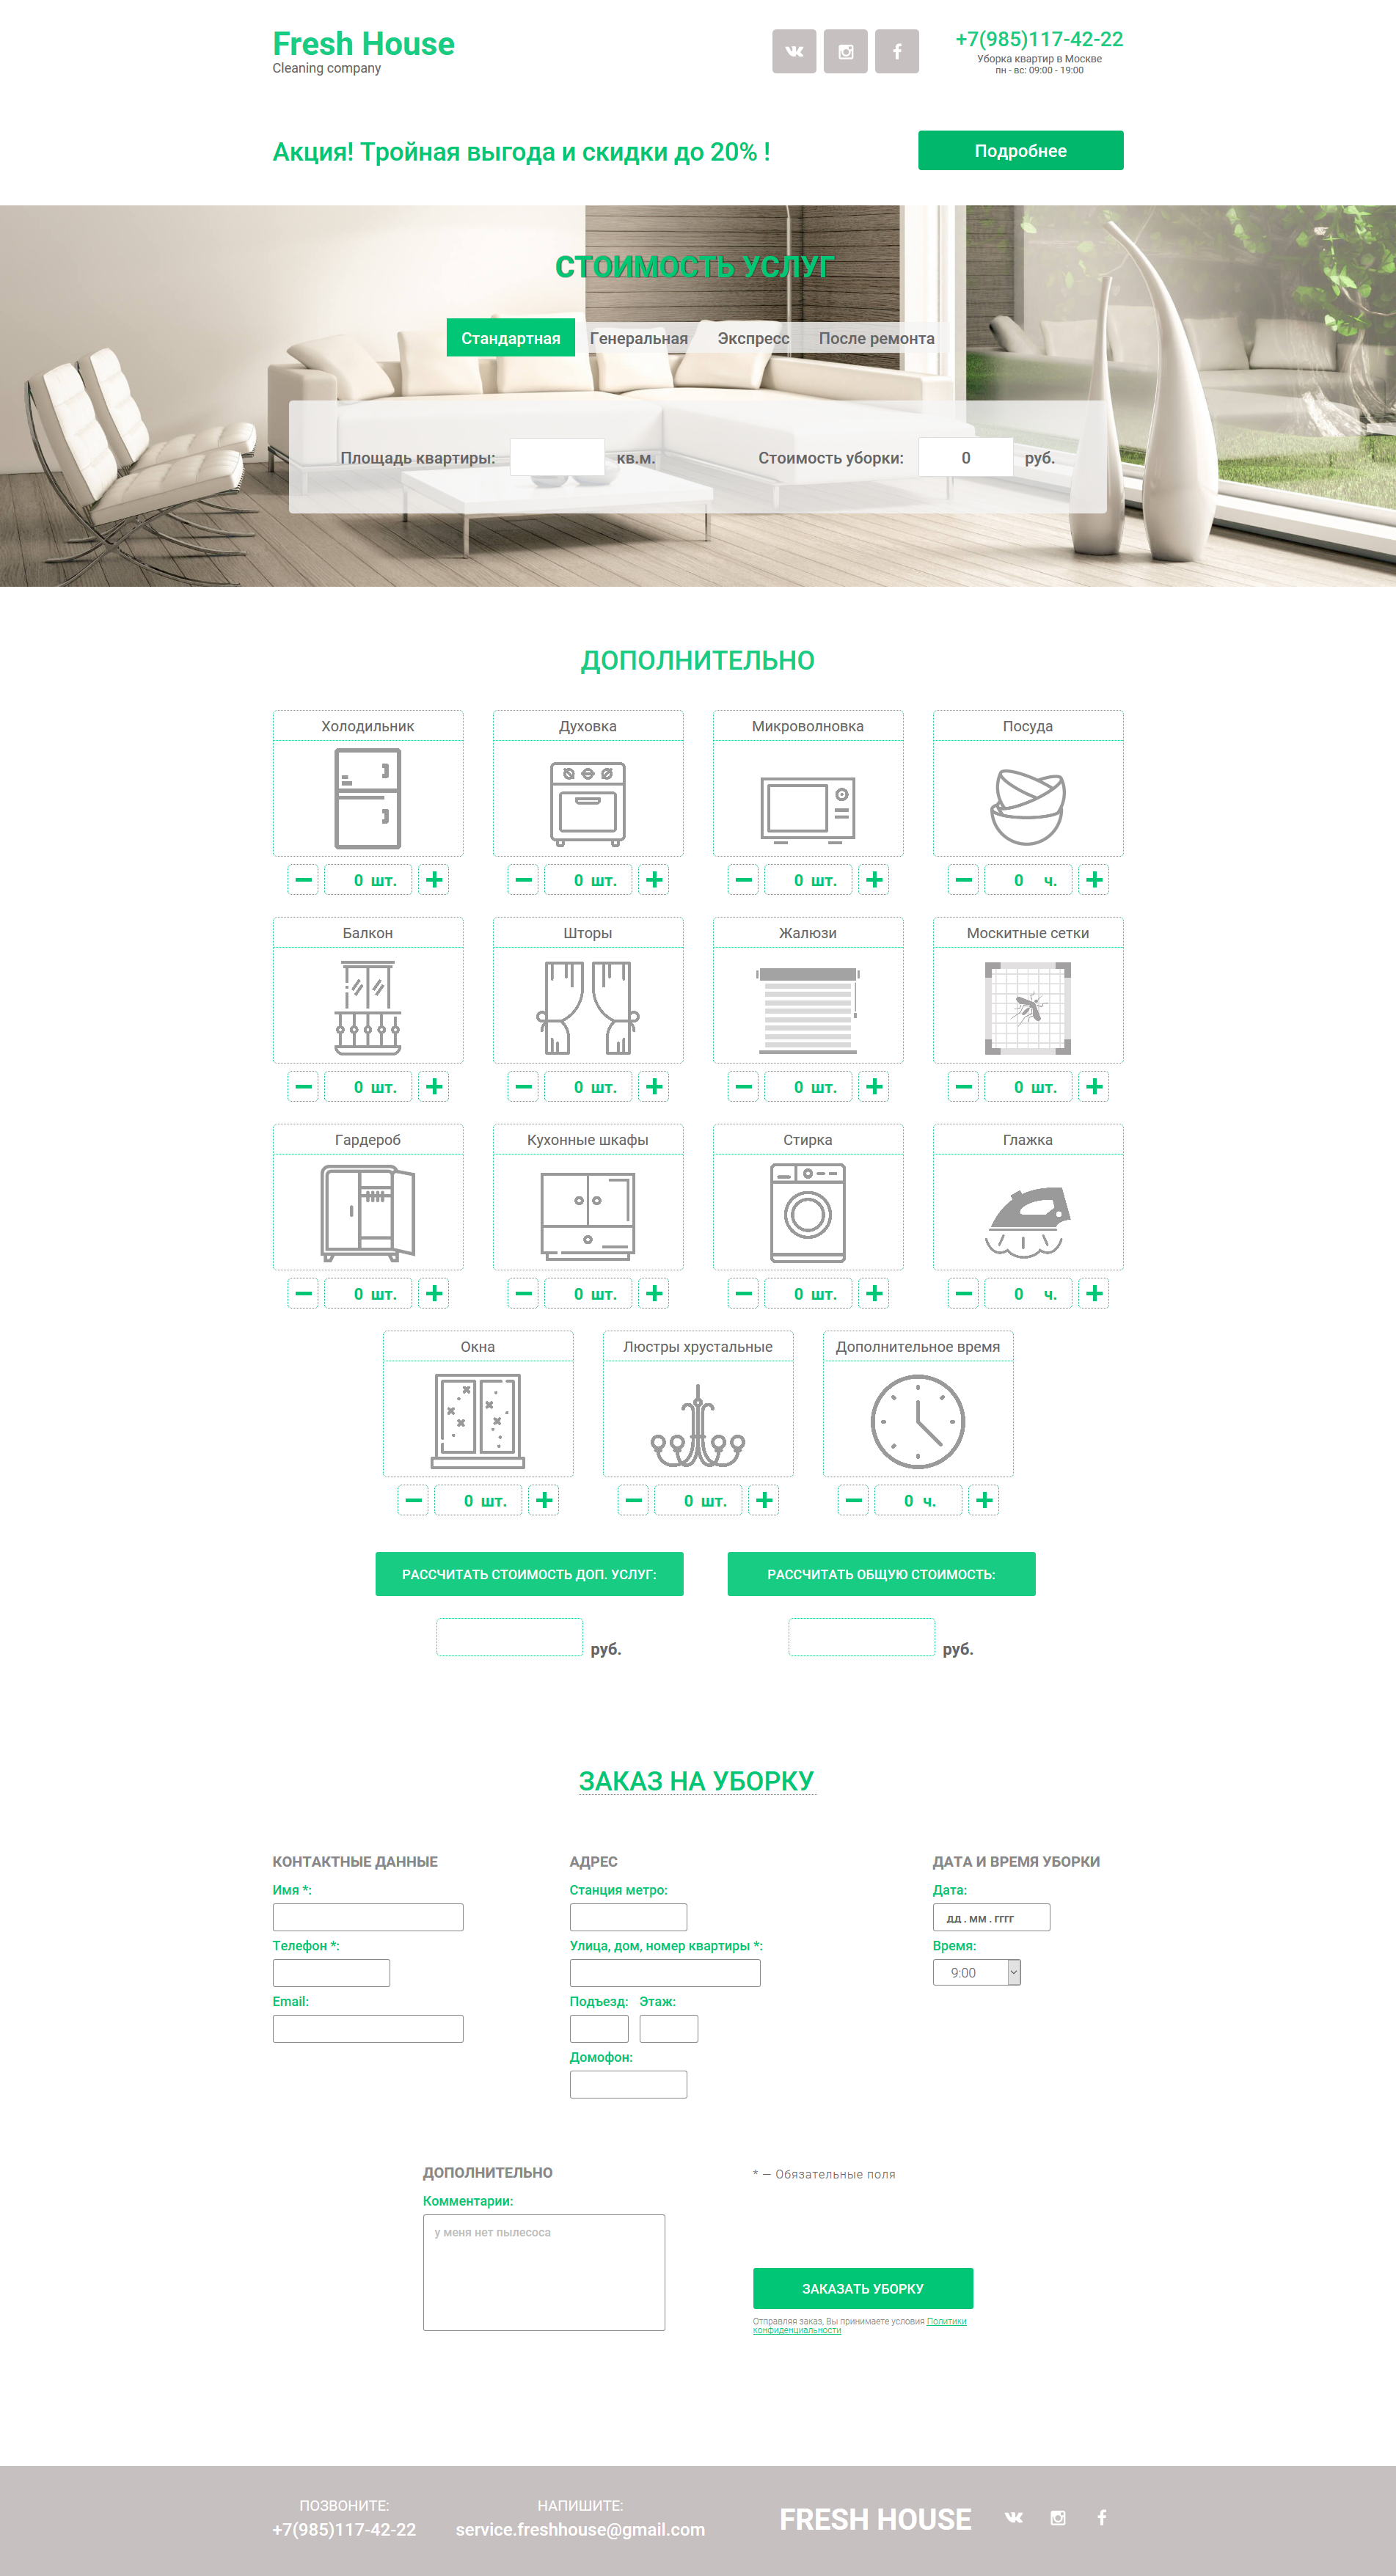 Fresh House
Cleaning company
+7(985)117-42-22
Уборка квартир в Москве
пн - вс: 09:00 - 19:00
Акция! Тройная выгода и скидки до 20% !
Подробнее
СТОИМОСТЬ УСЛУГ
Стандартная Генеральная Экспресс После ремонта
Площадь квартиры: кв.м. Стоимость уборки: 0 руб.
ДОПОЛНИТЕЛЬНО
Холодильник Духовка Микроволновка Посуда
0 шт. 0 шт. 0 шт. 0 ч.
Балкон Шторы Жалюзи Москитные сетки
0 шт. 0 шт. 0 шт. 0 шт.
Гардероб Кухонные шкафы Стирка Глажка
0 шт. 0 шт. 0 шт. 0 ч.
Окна Люстры хрустальные Дополнительное время
0 шт. 0 шт. 0 ч.
РАССЧИТАТЬ СТОИМОСТЬ ДОП. УСЛУГ: РАССЧИТАТЬ ОБЩУЮ СТОИМОСТЬ:
руб. руб.
ЗАКАЗ НА УБОРКУ
КОНТАКТНЫЕ ДАННЫЕ
Имя *:
Телефон *:
Email:
АДРЕС
Станция метро:
Улица, дом, номер квартиры *:
Подъезд: Этаж:
Домофон:
ДАТА И ВРЕМЯ УБОРКИ
Дата:
дд . мм . гггг
Время:
9:00
ДОПОЛНИТЕЛЬНО
Комментарии:
у меня нет пылесоса
* — Обязательные поля
ЗАКАЗАТЬ УБОРКУ
Отправляя заказ, Вы принимаете условия Политики
конфиденциальности
ПОЗВОНИТЕ:
+7(985)117-42-22
НАПИШИТЕ:
service.freshhouse@gmail.com
FRESH HOUSE